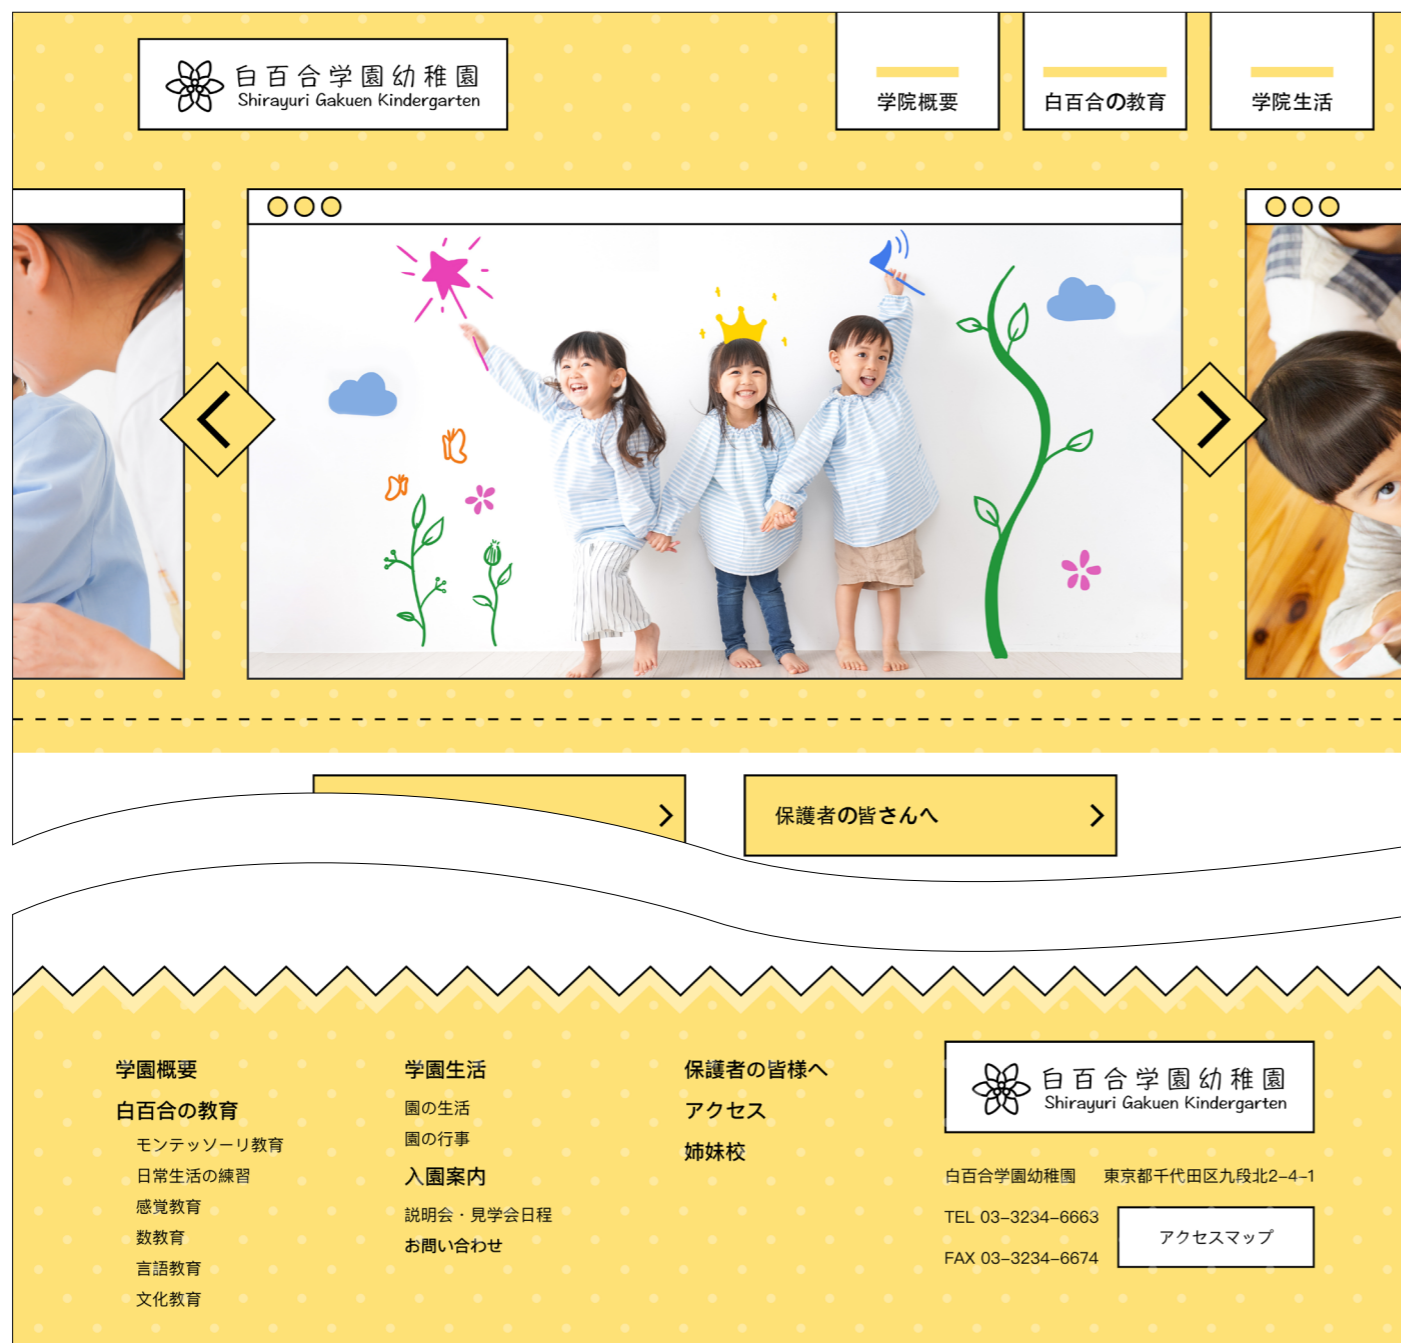 白百合学園幼稚園
Shirayuri Gakuen Kindergarten
学院概要
白百合の教育
学院生活
保護者の皆さんへ
学園概要
白百合の教育
モンテッソーリ教育
日常生活の練習
感覚教育
数教育
言語教育
文化教育
学園生活
園の生活
園の行事
入園案内
説明会・見学会日程
お問い合わせ
保護者の皆様へ
アクセス
姉妹校
白百合学園幼稚園
Shirayuri Gakuen Kindergarten
白百合学園幼稚園 東京都千代田区九段北2-4-1
TEL 03-3234-6663
FAX 03-3234-6674
アクセスマップ